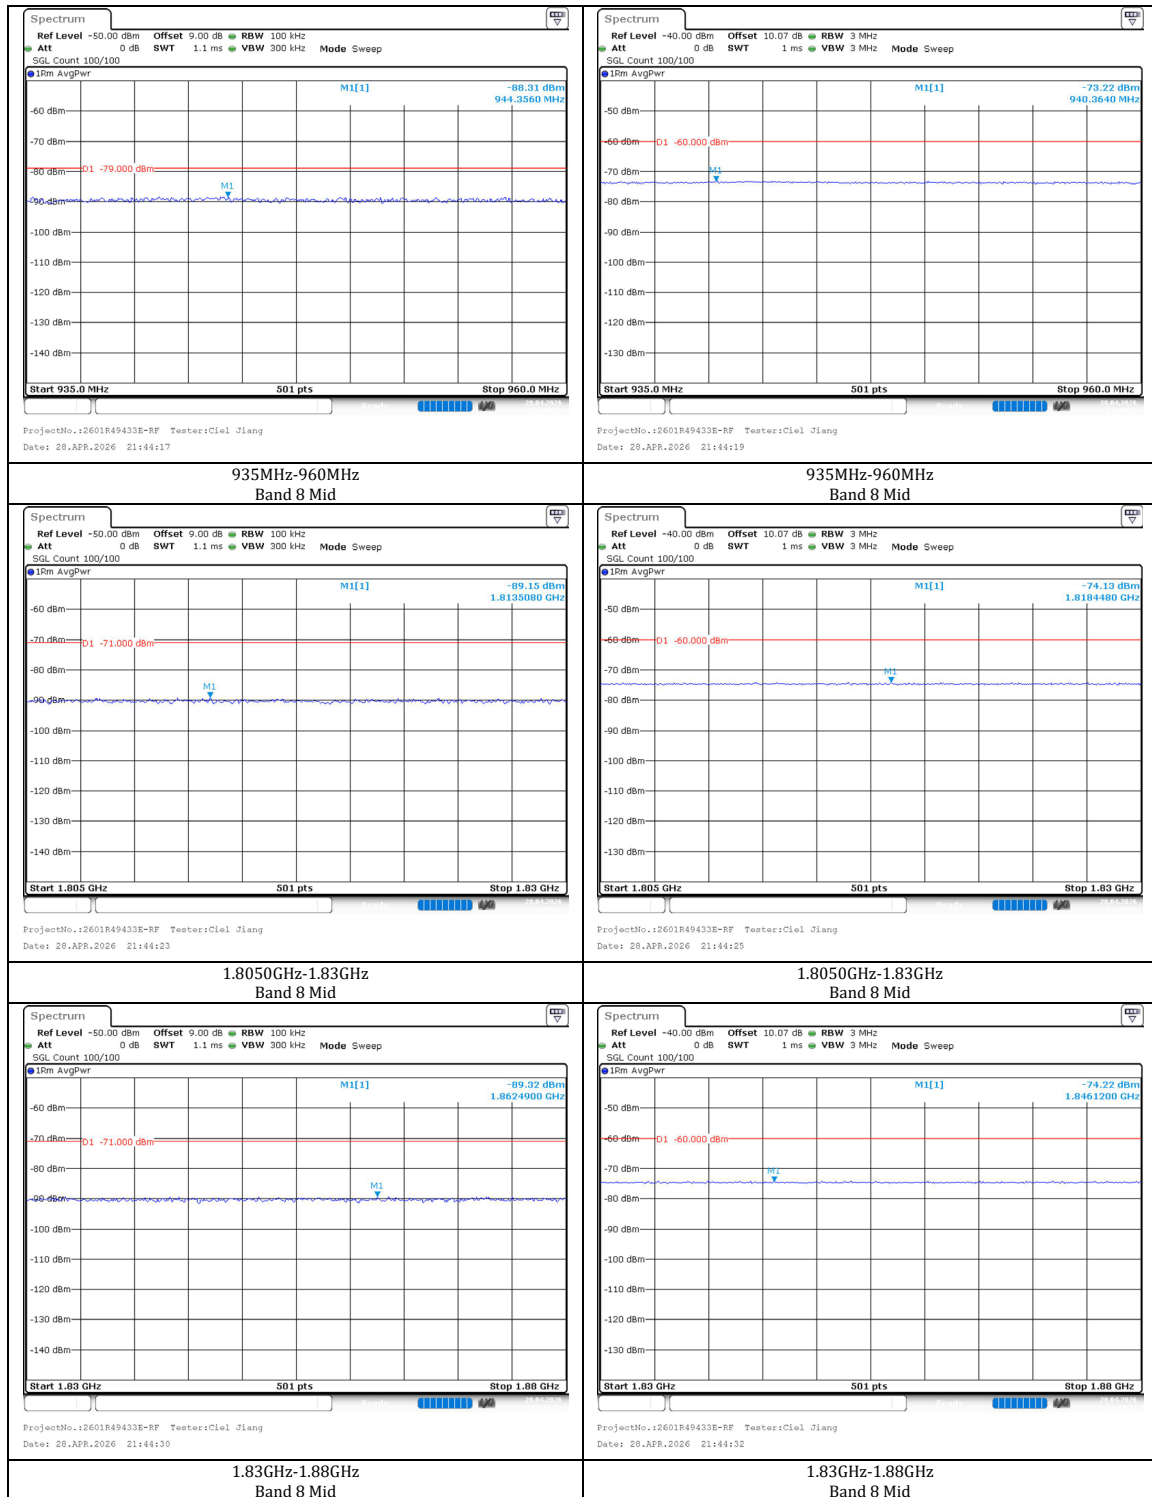 Spectrum
Ref Level -50.00 dBm Offset 9.00 dB RBW 100 kHz
Att 0 dB SWT 1.1 ms VBW 300 kHz Mode Sweep
SGL Count 100/100
1Rm AvgPwr
M1[1] -88.31 dBm
944.3560 MHz
-60 dBm
-70 dBm
D1 -79.000 dBm
-80 dBm
M1
-90 dBm
-100 dBm
-110 dBm
-120 dBm
-130 dBm
-140 dBm
Start 935.0 MHz 501 pts Stop 960.0 MHz
28.04.2026
ProjectNo.:2601R49433E-RF Tester:Ciel Jiang
Date: 28.APR.2026 21:44:17
935MHz-960MHz
Band 8 Mid
Spectrum
Ref Level -40.00 dBm Offset 10.07 dB RBW 3 MHz
Att 0 dB SWT 1 ms VBW 3 MHz Mode Sweep
SGL Count 100/100
1Rm AvgPwr
M1[1] -73.22 dBm
940.3640 MHz
-50 dBm
-60 dBm D1 -60.000 dBm
-70 dBm
M1
-80 dBm
-90 dBm
-100 dBm
-110 dBm
-120 dBm
-130 dBm
Start 935.0 MHz 501 pts Stop 960.0 MHz
28.04.2026
ProjectNo.:2601R49433E-RF Tester:Ciel Jiang
Date: 28.APR.2026 21:44:19
935MHz-960MHz
Band 8 Mid
Spectrum
Ref Level -50.00 dBm Offset 9.00 dB RBW 100 kHz
Att 0 dB SWT 1.1 ms VBW 300 kHz Mode Sweep
SGL Count 100/100
1Rm AvgPwr
M1[1] -89.15 dBm
1.8135080 GHz
-60 dBm
-70 dBm
D1 -71.000 dBm
-80 dBm
M1
-90 dBm
-100 dBm
-110 dBm
-120 dBm
-130 dBm
-140 dBm
Start 1.805 GHz 501 pts Stop 1.83 GHz
Ready 28.04.2026
ProjectNo.:2601R49433E-RF Tester:Ciel Jiang
Date: 28.APR.2026 21:44:23
1.8050GHz-1.83GHz
Band 8 Mid
Spectrum
Ref Level -40.00 dBm Offset 10.07 dB RBW 3 MHz
Att 0 dB SWT 1 ms VBW 3 MHz Mode Sweep
SGL Count 100/100
1Rm AvgPwr
M1[1] -74.13 dBm
1.8184480 GHz
-50 dBm
-60 dBm D1 -60.000 dBm
-70 dBm
M1
-80 dBm
-90 dBm
-100 dBm
-110 dBm
-120 dBm
-130 dBm
Start 1.805 GHz 501 pts Stop 1.83 GHz
28.04.2026
ProjectNo.:2601R49433E-RF Tester:Ciel Jiang
Date: 28.APR.2026 21:44:25
1.8050GHz-1.83GHz
Band 8 Mid
Spectrum
Ref Level -50.00 dBm Offset 9.00 dB RBW 100 kHz
Att 0 dB SWT 1.1 ms VBW 300 kHz Mode Sweep
SGL Count 100/100
1Rm AvgPwr
M1[1] -89.32 dBm
1.8624900 GHz
-60 dBm
-70 dBm
D1 -71.000 dBm
-80 dBm
M1
-90 dBm
-100 dBm
-110 dBm
-120 dBm
-130 dBm
-140 dBm
Start 1.83 GHz 501 pts Stop 1.88 GHz
Ready 28.04.2026
ProjectNo.:2601R49433E-RF Tester:Ciel Jiang
Date: 28.APR.2026 21:44:30
1.83GHz-1.88GHz
Band 8 Mid
Spectrum
Ref Level -40.00 dBm Offset 10.07 dB RBW 3 MHz
Att 0 dB SWT 1 ms VBW 3 MHz Mode Sweep
SGL Count 100/100
1Rm AvgPwr
M1[1] -74.22 dBm
1.8461200 GHz
-50 dBm
-60 dBm D1 -60.000 dBm
-70 dBm
M1
-80 dBm
-90 dBm
-100 dBm
-110 dBm
-120 dBm
-130 dBm
Start 1.83 GHz 501 pts Stop 1.88 GHz
28.04.2026
ProjectNo.:2601R49433E-RF Tester:Ciel Jiang
Date: 28.APR.2026 21:44:32
1.83GHz-1.88GHz
Band 8 Mid